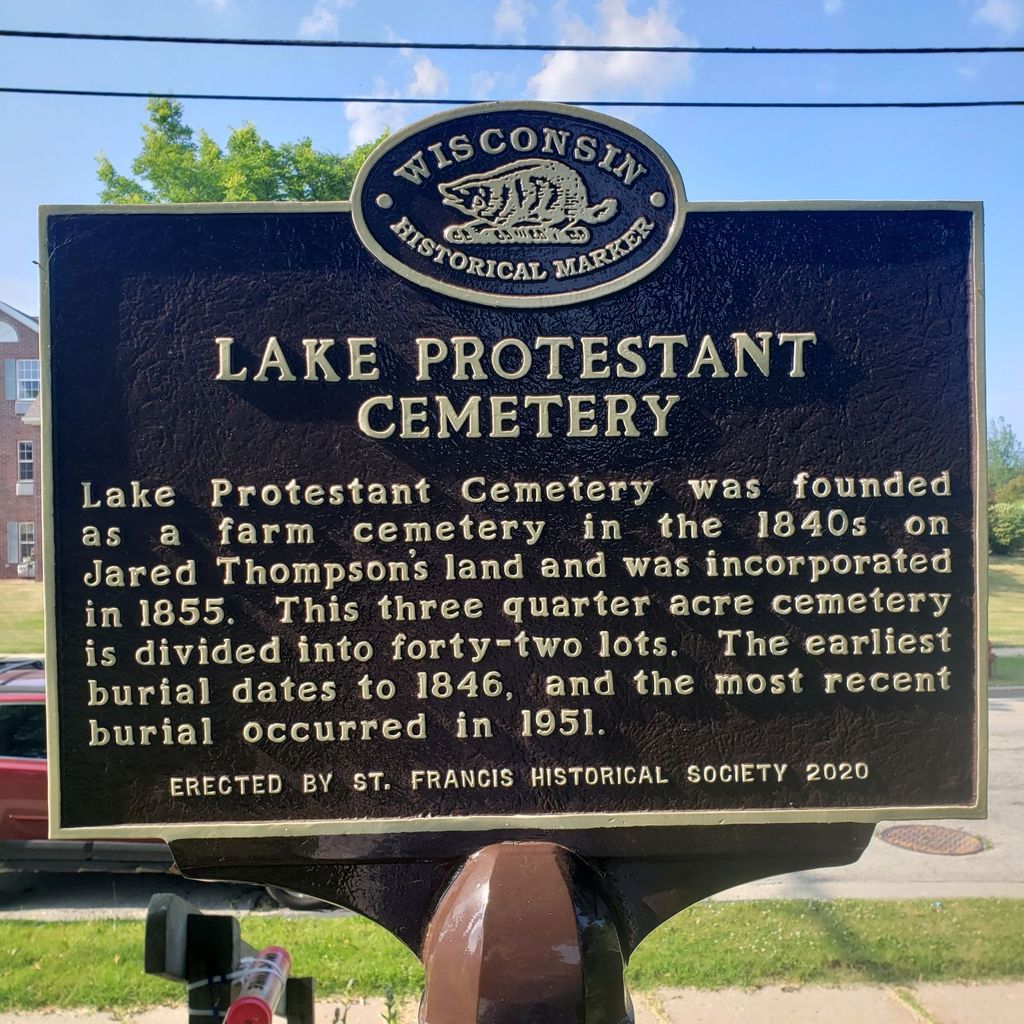 WISCONSIN
HISTORICAL MARKER
LAKE PROTESTANT
CEMETERY
Lake Protestant Cemetery was founded
as a farm cemetery in the 1840s on
Jared Thompson's land and was incorporated
in 1855. This three quarter acre cemetery
is divided into forty-two lots. The earliest
burial dates to 1846, and the most recent
burial occurred in 1951.
ERECTED BY ST. FRANCIS HISTORICAL SOCIETY 2020